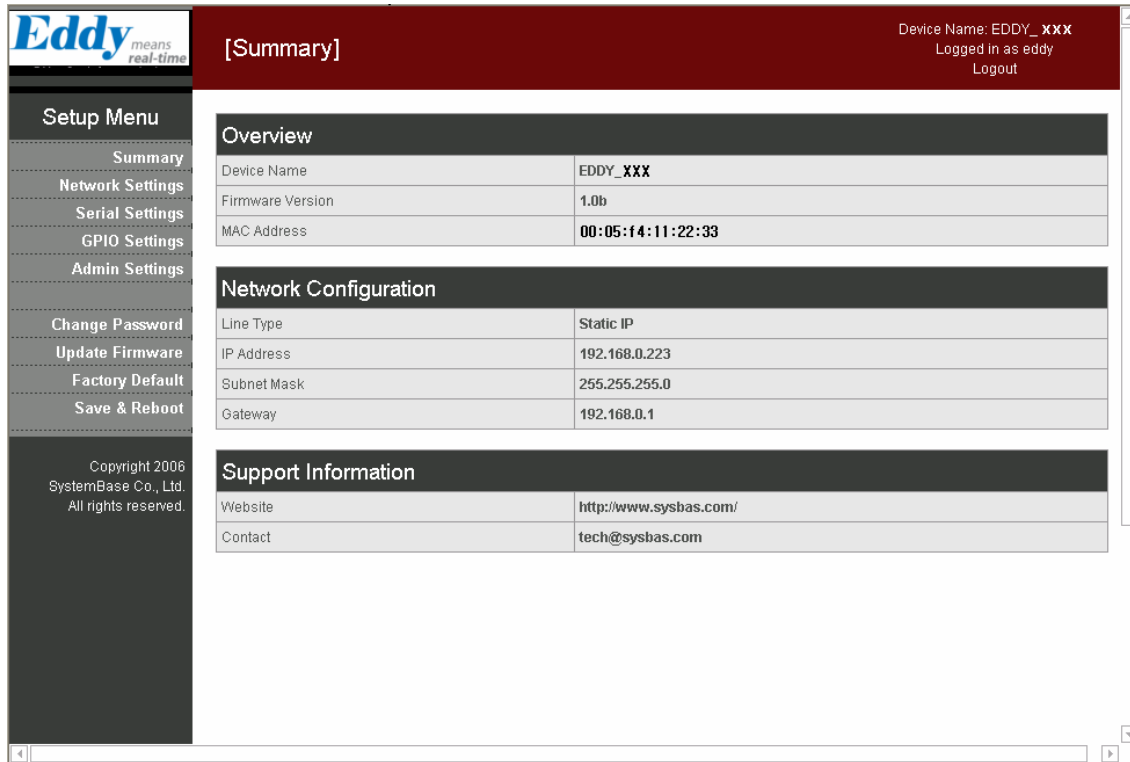 Eddy means
real-time
[Summary]
Device Name: EDDY_ XXX
Logged in as eddy
Logout
Setup Menu
Summary
Network Settings
Serial Settings
GPIO Settings
Admin Settings
Change Password
Update Firmware
Factory Default
Save & Reboot
Copyright 2006
SystemBase Co., Ltd.
All rights reserved.
Overview
Device Name EDDY_XXX
Firmware Version 1.0b
MAC Address 00:05:f4:11:22:33
Network Configuration
Line Type Static IP
IP Address 192.168.0.223
Subnet Mask 255.255.255.0
Gateway 192.168.0.1
Support Information
Website http://www.sysbas.com/
Contact tech@sysbas.com